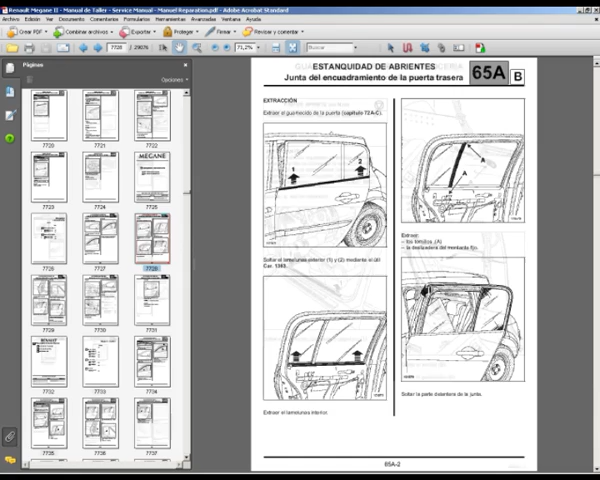 Renault Megane II - Manual de Taller - Service Manual - Manuel Reparation.pdf - Adobe Acrobat Standard
Archivo Edición Ver Documento Comentarios Formularios Herramientas Avanzadas Ventana Ayuda
Crear PDF Combinar archivos Exportar Proteger Firmar Revisar y comentar
7728 / 29076 71,2% Buscar
Páginas
Opciones
7720 7721 7722
MEGANE
7723 7724 7725
7726 7727 7728
7729 7730 7731
7732 7733 7734
7735 7736 7737
ESTANQUIDAD DE ABRIENTES
Junta del encuadramiento de la puerta trasera
65A
B
EXTRACCIÓN
Extraer el guarnecido de la puerta (capítulo 72A-C).
1
2
Soltar el lamelunas exterior (1) y (2) mediante el útil
Car. 1363.
Extraer el lamelunas interior.
A
A
Extraer:
– los tornillos (A)
– la deslizadera del montante fijo.
Soltar la parte delantera de la junta.
65A-2